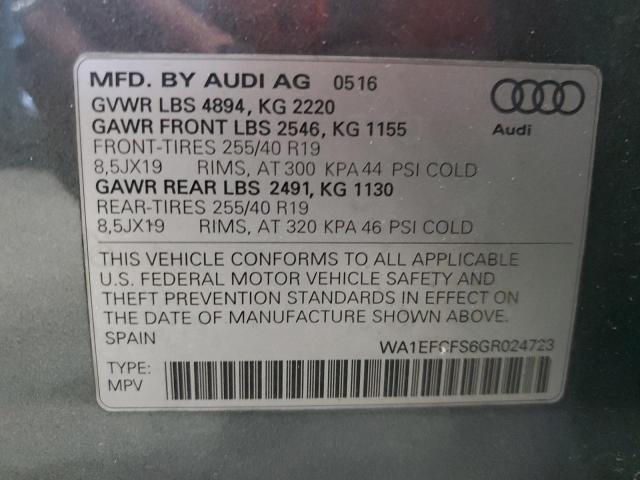 MFD. BY AUDI AG 0516
GVWR LBS 4894, KG 2220
GAWR FRONT LBS 2546, KG 1155
FRONT-TIRES 255/40 R19
8,5JX19 RIMS, AT 300 KPA 44 PSI COLD
GAWR REAR LBS 2491, KG 1130
REAR-TIRES 255/40 R19
8,5JX19 RIMS, AT 320 KPA 46 PSI COLD
Audi
THIS VEHICLE CONFORMS TO ALL APPLICABLE
U.S. FEDERAL MOTOR VEHICLE SAFETY AND
THEFT PREVENTION STANDARDS IN EFFECT ON
THE DATE OF MANUFACTURE SHOWN ABOVE.
SPAIN
WA1EFCFS6GR024723
TYPE:
MPV